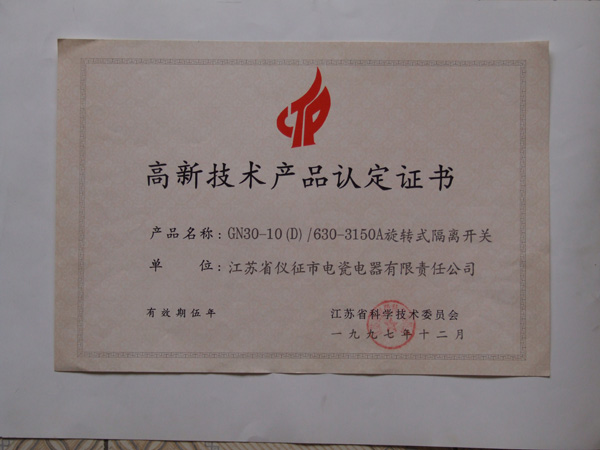 高新技术产品认定证书
产品名称：GN30-10(D)/630-3150A旋转式隔离开关
单 位：江苏省仪征市电瓷电器有限责任公司
有效期伍年
江苏省科学技术委员会
一九九七年十二月